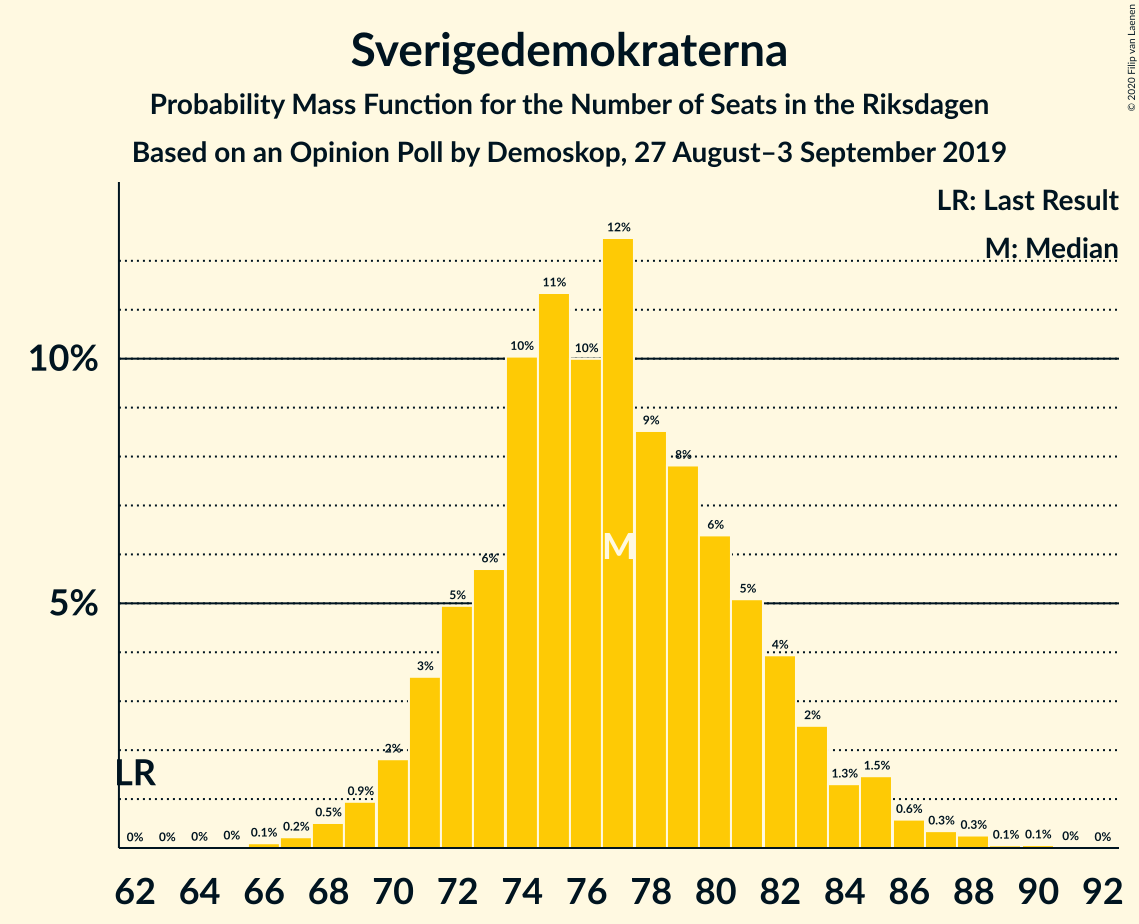 Sverigedemokraterna
Probability Mass Function for the Number of Seats in the Riksdagen
Based on an Opinion Poll by Demoskop, 27 August–3 September 2019
© 2020 Filip van Laenen
LR: Last Result
M: Median
10%
5%
LR
M
0% 0% 0% 0% 0.1% 0.2% 0.5% 0.9% 2% 3% 5% 6% 10% 11% 10% 12% 9% 8% 6% 5% 4% 2% 1.3% 1.5% 0.6% 0.3% 0.3% 0.1% 0.1% 0% 0%
62 64 66 68 70 72 74 76 78 80 82 84 86 88 90 92